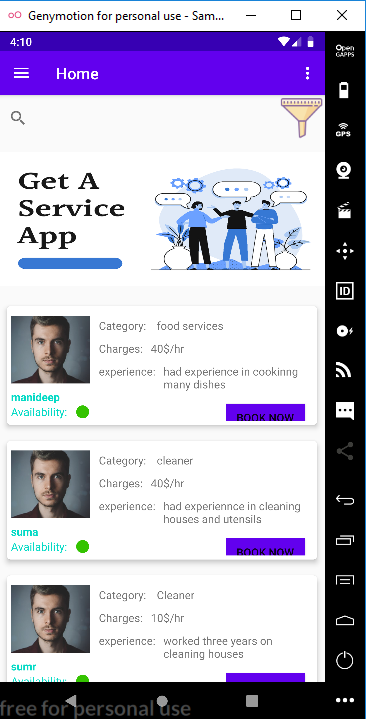 Genymotion for personal use - Sam...
Open
GAPPS
4:10
Home
GPS
Get A
Service
App
ID
Category: food services
Charges: 40$/hr
experience: had experience in cookinng
many dishes
manideep
Availability:
BOOK NOW
Category: cleaner
Charges: 40$/hr
experience: had experiennce in cleaning
houses and utensils
suma
Availability:
BOOK NOW
Category: Cleaner
Charges: 10$/hr
experience: worked three years on
cleaning houses
sumr
Availability:
free for personal use